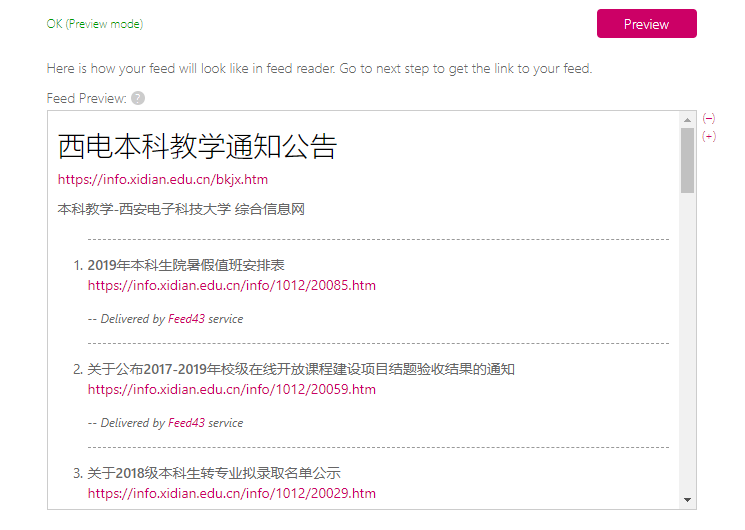 OK (Preview mode)
Preview
Here is how your feed will look like in feed reader. Go to next step to get the link to your feed.
Feed Preview: ?
(−)
(+)
西电本科教学通知公告
https://info.xidian.edu.cn/bkjx.htm
本科教学-西安电子科技大学 综合信息网
1. 2019年本科生院暑假值班安排表
https://info.xidian.edu.cn/info/1012/20085.htm
-- Delivered by Feed43 service
2. 关于公布2017-2019年校级在线开放课程建设项目结题验收结果的通知
https://info.xidian.edu.cn/info/1012/20059.htm
-- Delivered by Feed43 service
3. 关于2018级本科生转专业拟录取名单公示
https://info.xidian.edu.cn/info/1012/20029.htm